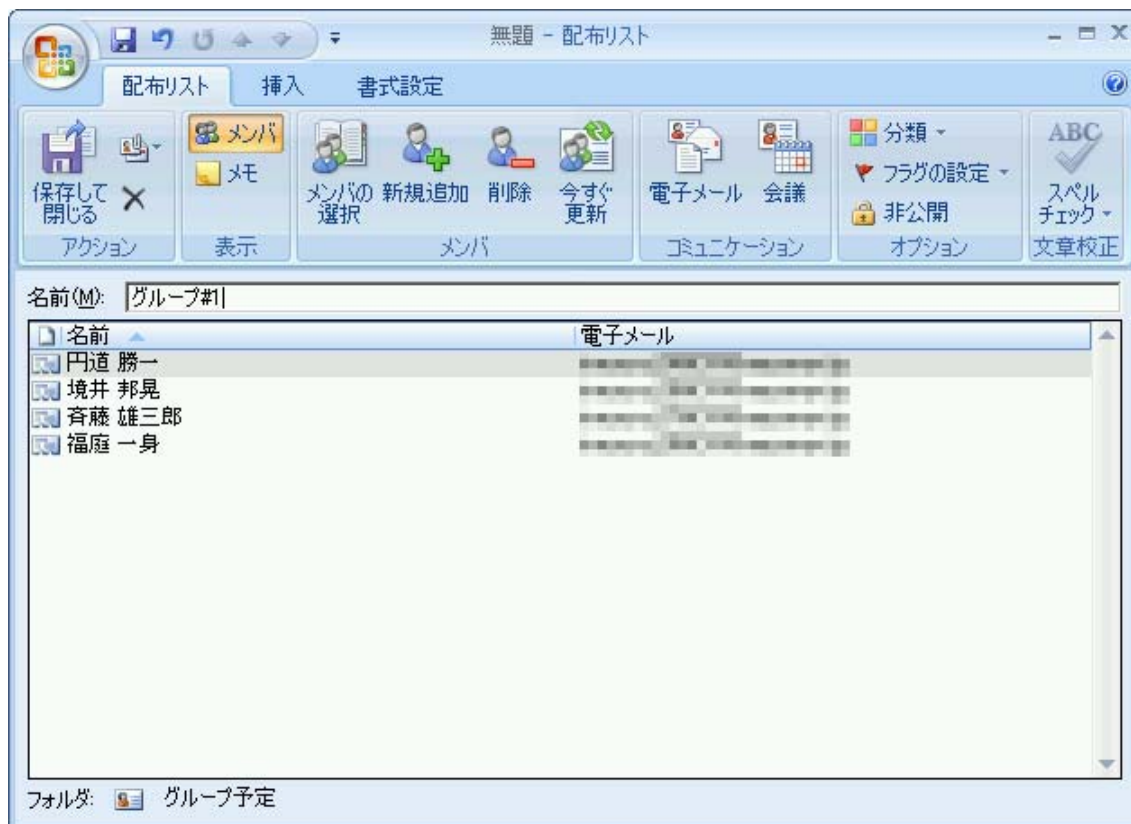 無題 - 配布リスト
配布リスト 挿入 書式設定
保存して閉じる
アクション
メンバ
メモ
表示
メンバの選択
新規追加
削除
今すぐ更新
メンバ
電子メール
会議
コミュニケーション
分類
フラグの設定
非公開
オプション
ABC
スペルチェック
文章校正
名前(M): グループ#1
名前 電子メール
円道 勝一
境井 邦晃
斉藤 雄三郎
福庭 一身
フォルダ: グループ予定